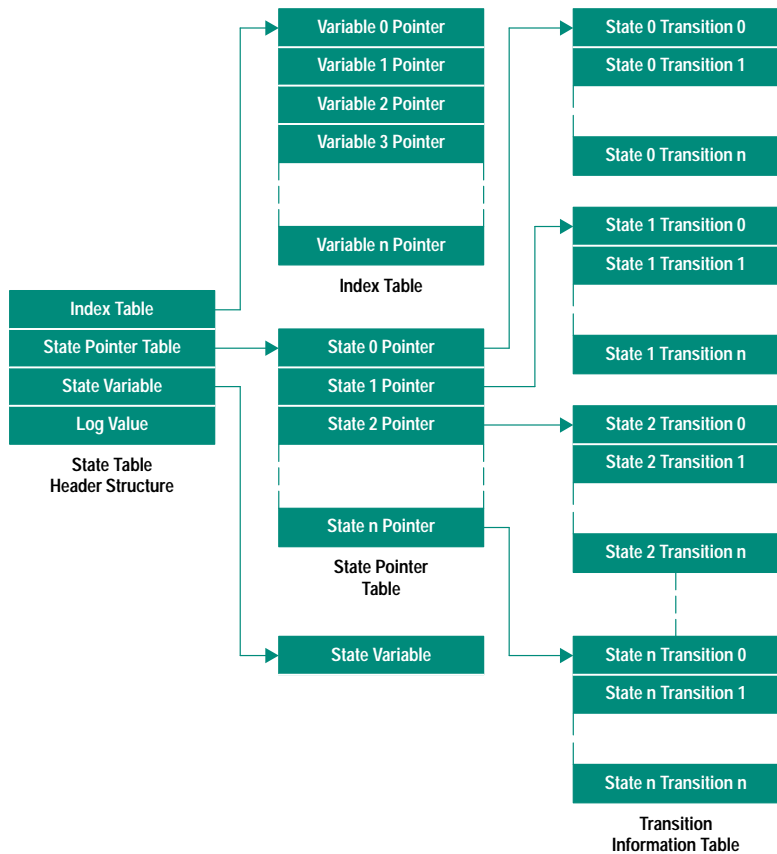 Index Table
State Pointer Table
State Variable
Log Value
State Table
Header Structure
Variable 0 Pointer
Variable 1 Pointer
Variable 2 Pointer
Variable 3 Pointer
Variable n Pointer
Index Table
State 0 Pointer
State 1 Pointer
State 2 Pointer
State n Pointer
State Pointer
Table
State Variable
State 0 Transition 0
State 0 Transition 1
State 0 Transition n
State 1 Transition 0
State 1 Transition 1
State 1 Transition n
State 2 Transition 0
State 2 Transition 1
State 2 Transition n
State n Transition 0
State n Transition 1
State n Transition n
Transition
Information Table